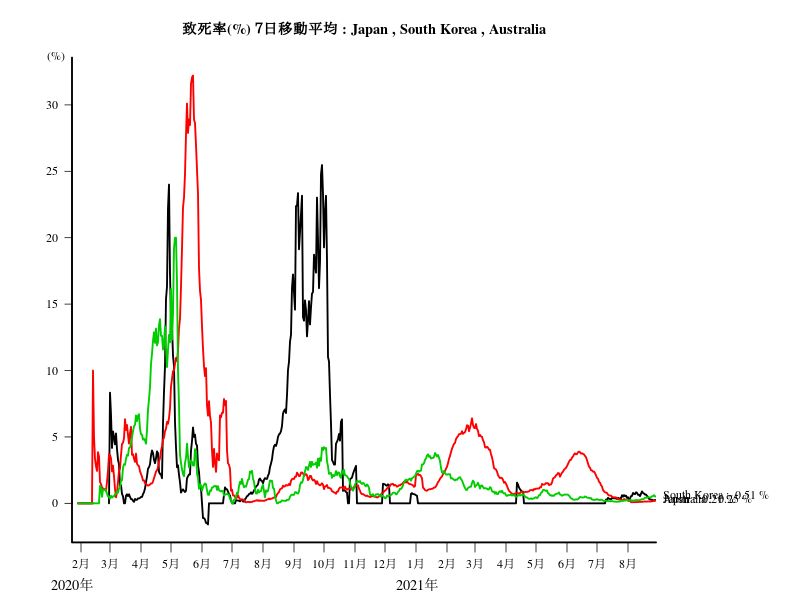 致死率(%) 7日移動平均 : Japan , South Korea , Australia
(%)
30
25
20
15
10
5
0
South Korea : 0.51 %
2月 3月 4月 5月 6月 7月 8月 9月 10月 11月 12月 1月 2月 3月 4月 5月 6月 7月 8月
2020年 2021年